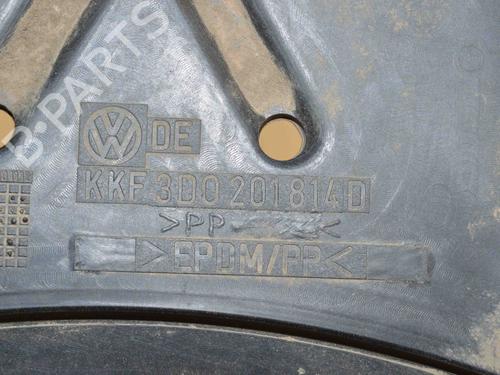 B-PARTS
VW DE
KKF 3D0 201 814 D
>PP
>EPDM/PP<